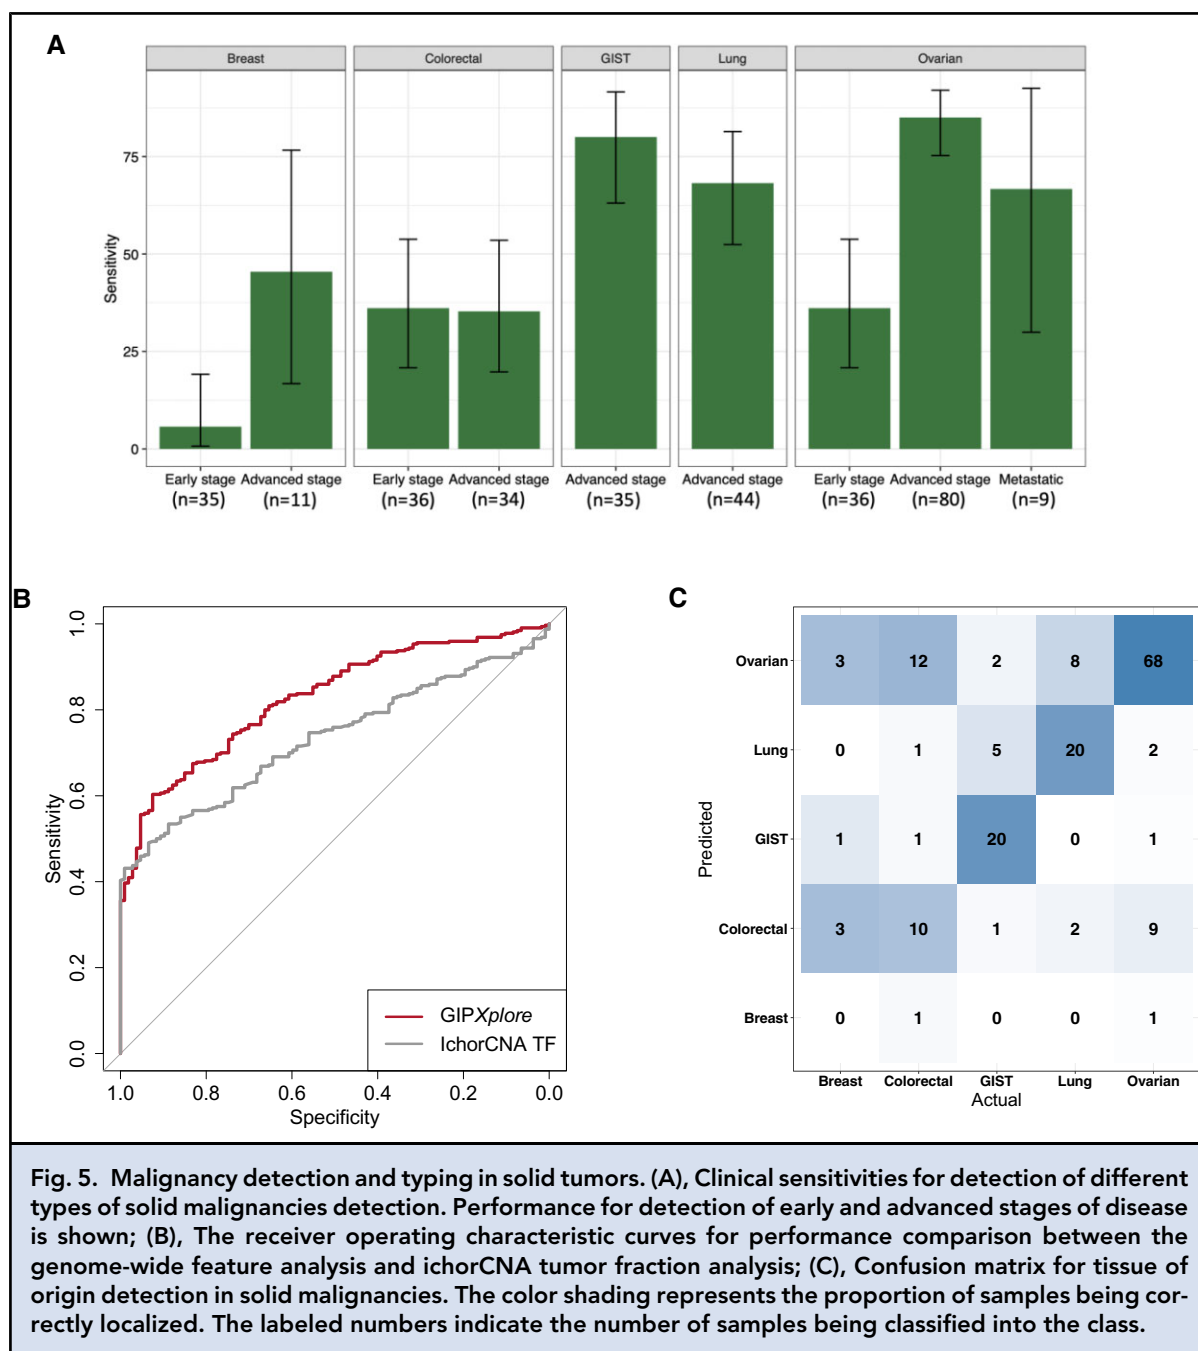 A
Breast Colorectal GIST Lung Ovarian
Sensitivity
75
50
25
0
Early stage Advanced stage Early stage Advanced stage Advanced stage Advanced stage Early stage Advanced stage Metastatic
(n=35) (n=11) (n=36) (n=34) (n=35) (n=44) (n=36) (n=80) (n=9)
B
Sensitivity
1.0
0.8
0.6
0.4
0.2
0.0
GIPXplore
IchorCNA TF
1.0 0.8 0.6 0.4 0.2 0.0
Specificity
C
Predicted
Ovarian 3 12 2 8 68
Lung 0 1 5 20 2
GIST 1 1 20 0 1
Colorectal 3 10 1 2 9
Breast 0 1 0 0 1
Breast Colorectal GIST Lung Ovarian
Actual
Fig. 5. Malignancy detection and typing in solid tumors. (A), Clinical sensitivities for detection of different
types of solid malignancies detection. Performance for detection of early and advanced stages of disease
is shown; (B), The receiver operating characteristic curves for performance comparison between the
genome-wide feature analysis and ichorCNA tumor fraction analysis; (C), Confusion matrix for tissue of
origin detection in solid malignancies. The color shading represents the proportion of samples being cor-
rectly localized. The labeled numbers indicate the number of samples being classified into the class.